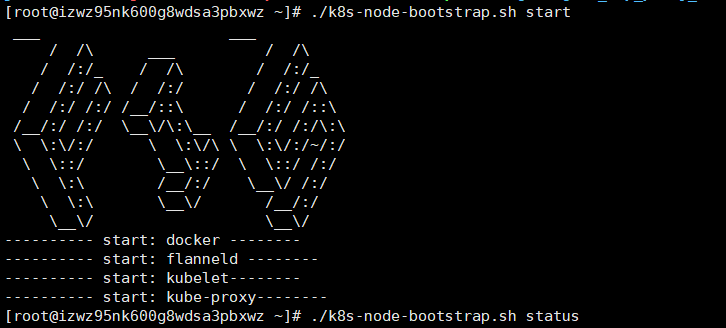 [root@izwz95nk600g8wdsa3pbxwz ~]# ./k8s-node-bootstrap.sh start
 ___                     ___
     /  /\      ___          /  /\
    /  /:/_    /  /\        /  /:/_
   /  /:/ /\  /  /:/       /  /:/ /\
  /  /:/ /:/ /__/::\      /  /:/ /::\
 /__/:/ /:/  \__\/\:\__  /__/:/ /:/\:\
 \  \:\/:/      \  \:\/\ \  \:\/:/~/:/
  \  \::/        \__\::/  \  \::/ /:/
   \  \:\        /__/:/    \__\/ /:/
    \  \:\       \__\/       /__/:/
     \__\/                   \__\/
---------- start: docker --------
---------- start: flanneld --------
---------- start: kubelet--------
---------- start: kube-proxy--------
[root@izwz95nk600g8wdsa3pbxwz ~]# ./k8s-node-bootstrap.sh status